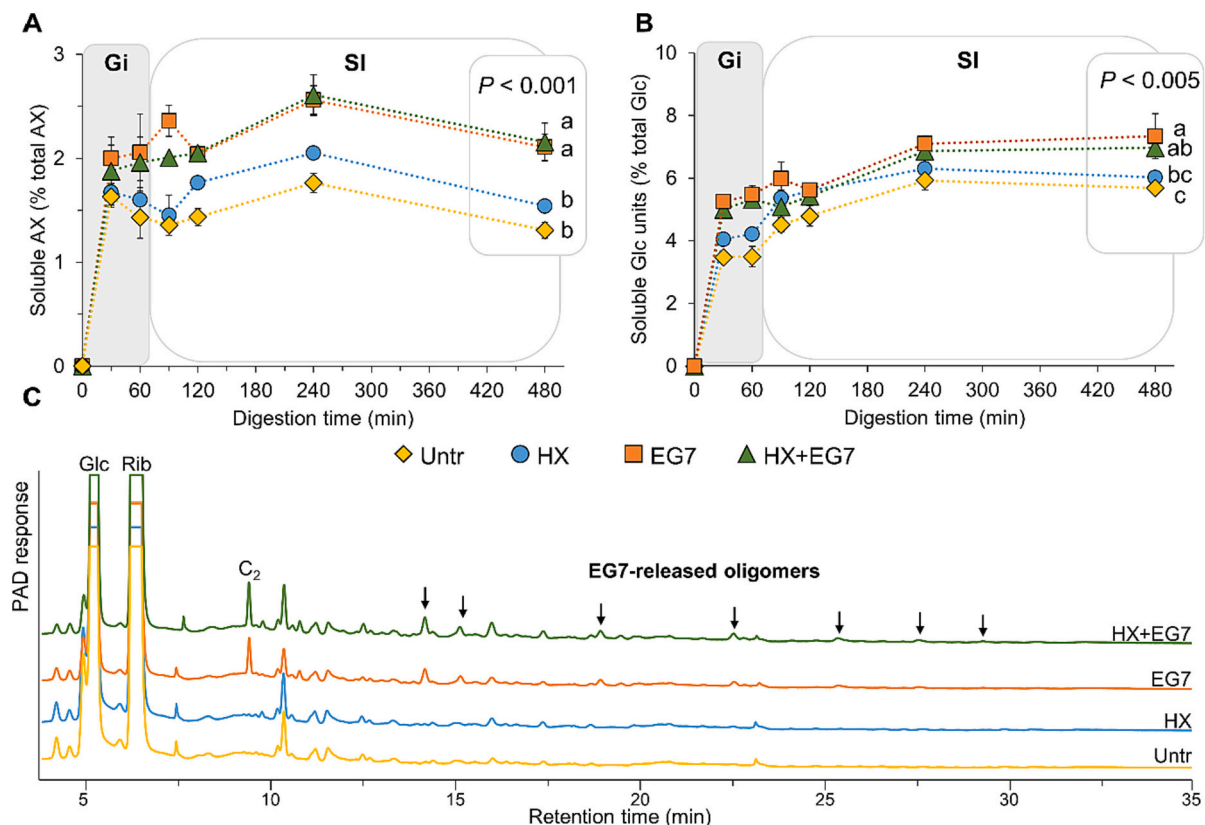 A
Gi
SI
P < 0.001
a
a
b
b
Soluble AX (% total AX)
3
2
1
0
0 60 120 180 240 300 360 420 480
Digestion time (min)
B
Gi
SI
P < 0.005
a
ab
bc
c
Soluble Glc units (% total Glc)
10
8
6
4
2
0
0 60 120 180 240 300 360 420 480
Digestion time (min)
C
Untr HX EG7 HX+EG7
Glc Rib
C2
EG7-released oligomers
PAD response
HX+EG7
EG7
HX
Untr
5 10 15 20 25 30 35
Retention time (min)